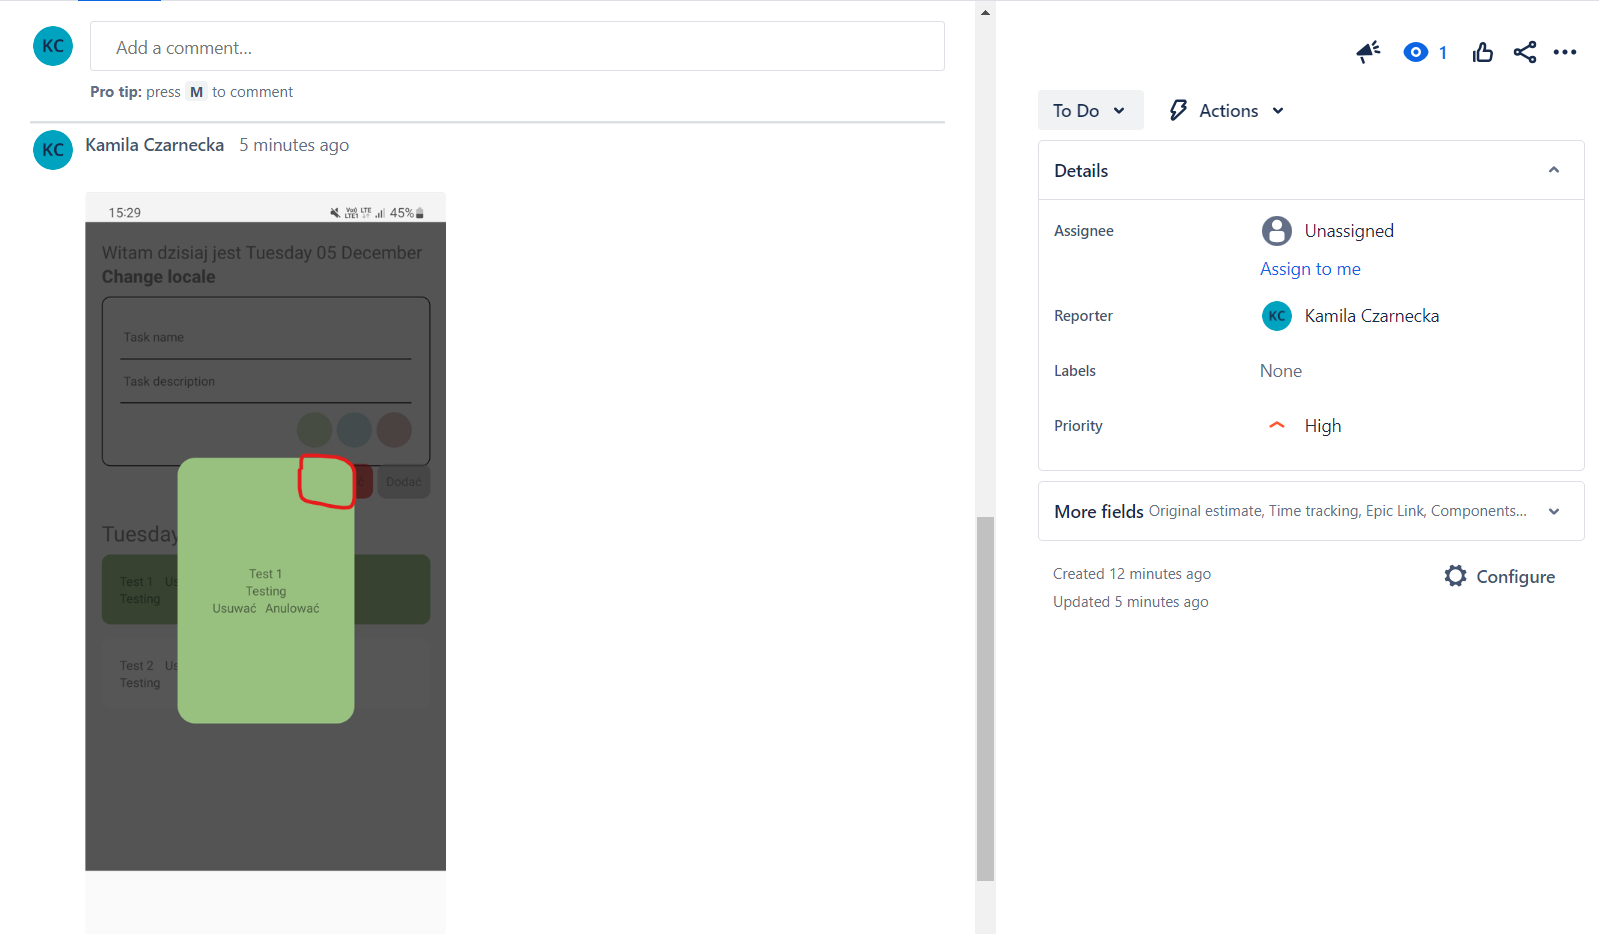 KC
Add a comment...
Pro tip: press M to comment
KC
Kamila Czarnecka 5 minutes ago
15:29
LTE1 LTE 45%
Witam dzisiaj jest Tuesday 05 December
Change locale
Task name
Task description
Dodać
Tuesday
Test 1 Us
Testing
Test 1
Testing
Usuwać Anulować
Test 2 Us
Testing
1
To Do
Actions
Details
Assignee
Unassigned
Assign to me
Reporter
KC Kamila Czarnecka
Labels
None
Priority
High
More fields Original estimate, Time tracking, Epic Link, Components...
Created 12 minutes ago
Configure
Updated 5 minutes ago